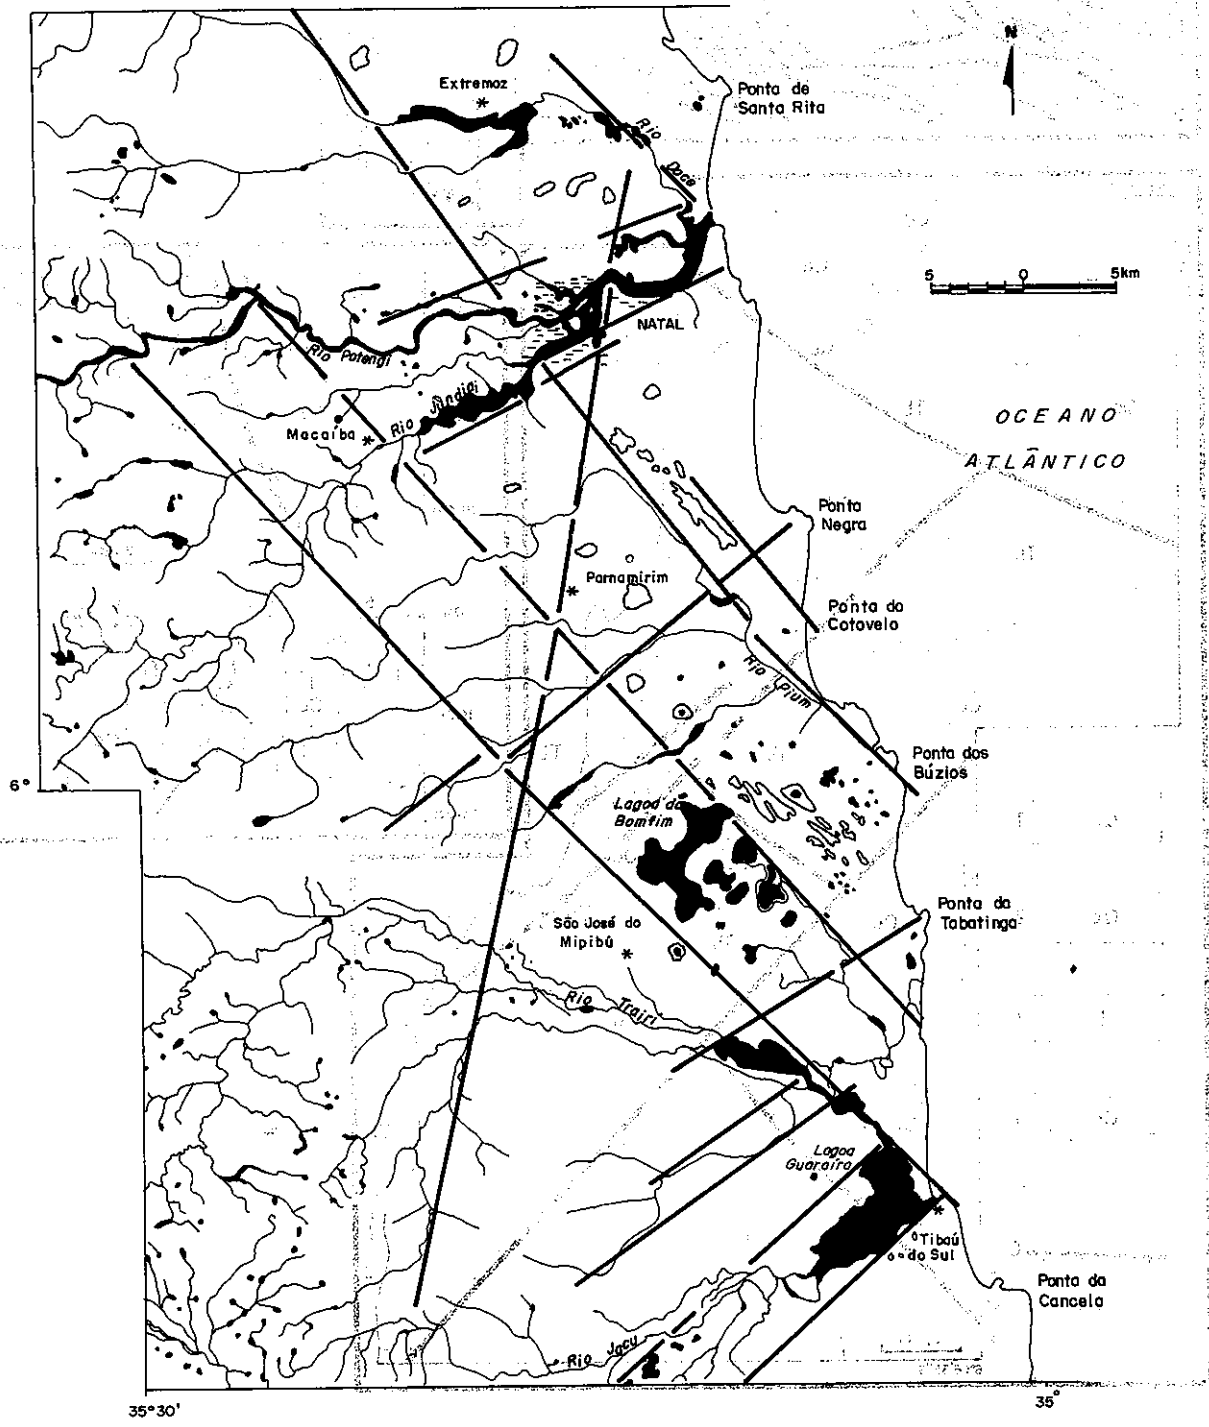 N
Extremoz
Ponta de
Santa Rita
Rio
Doce
5 0 5km
NATAL
Rio Potengi
Rio Jundiaí
Macaíba
OCEANO
ATLÂNTICO
Ponta
Negra
Parnamirim
Ponta do
Cotovelo
Rio Pium
Ponta dos
Búzios
6°
Lagoa do
Bomfim
Ponta da
Tabatinga
São José do
Mipibú
Rio Trairí
Lagoa
Guaraíra
Tibaú
do Sul
Ponta da
Cancela
Rio Jacu
35°30'
35°